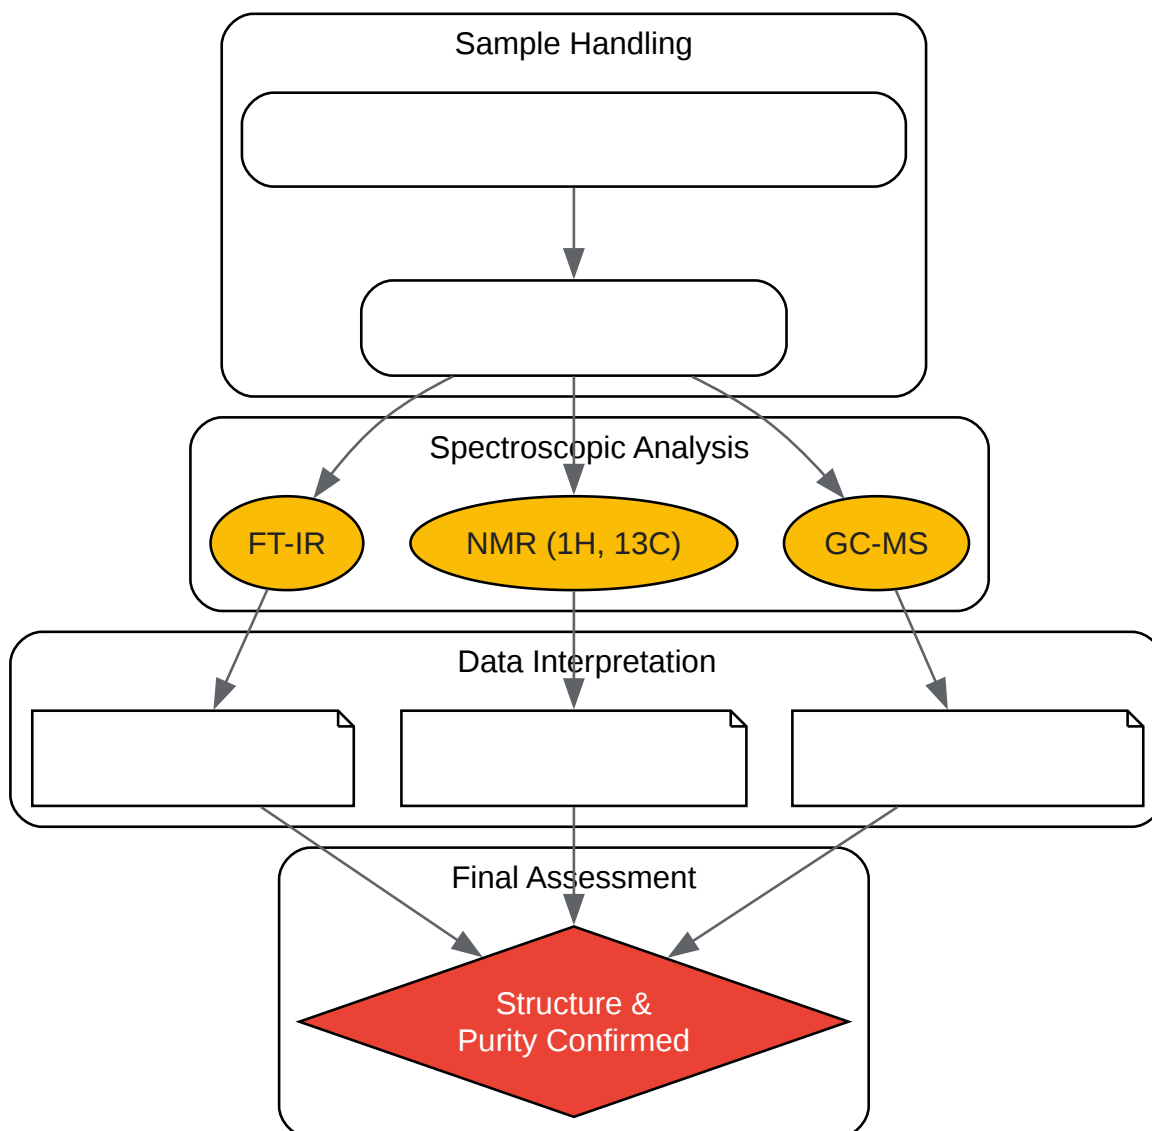 Sample Handling
Spectroscopic Analysis
FT-IR
NMR (1H, 13C)
GC-MS
Data Interpretation
Final Assessment
Structure &
Purity Confirmed